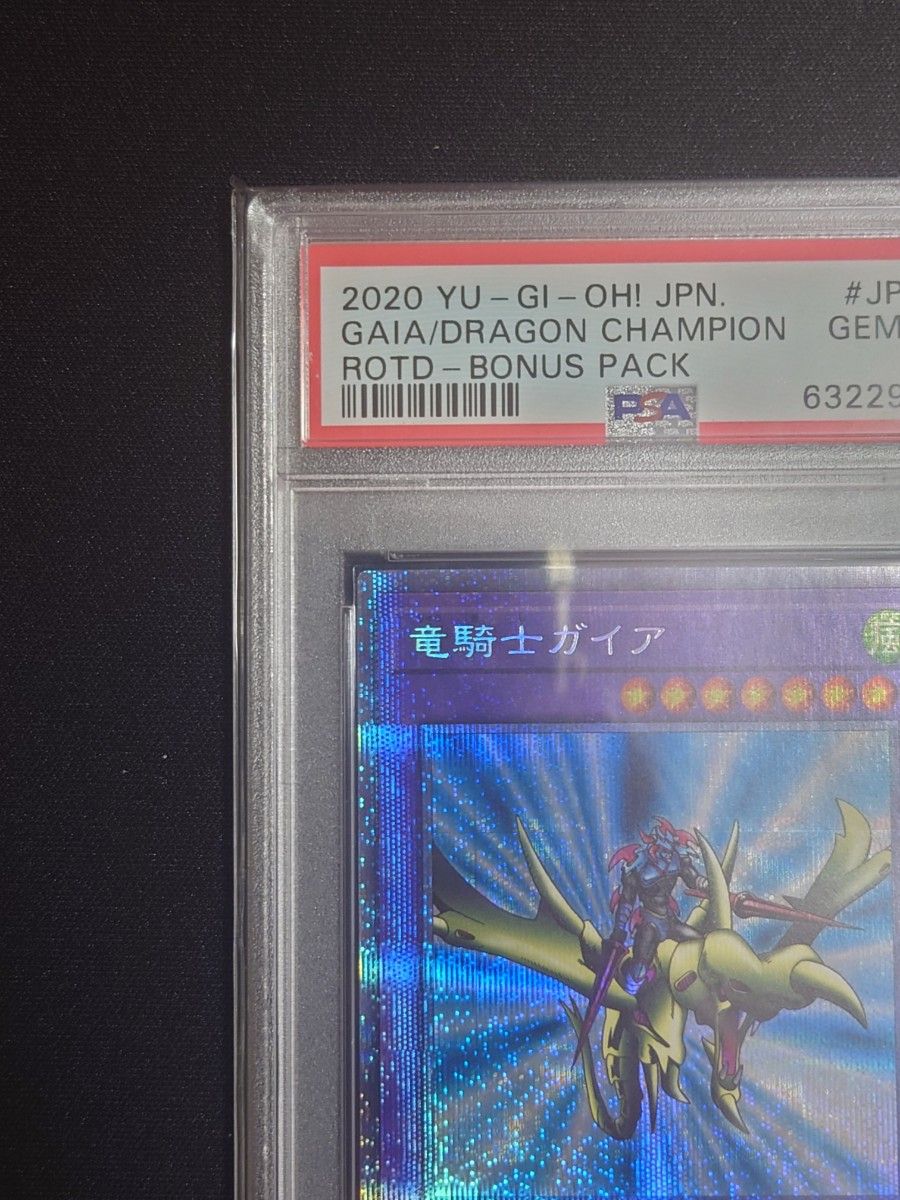 2020 YU-GI-OH! JPN. #JP
GAIA/DRAGON CHAMPION GEM
ROTD-BONUS PACK
PSA 63229
竜騎士ガイア